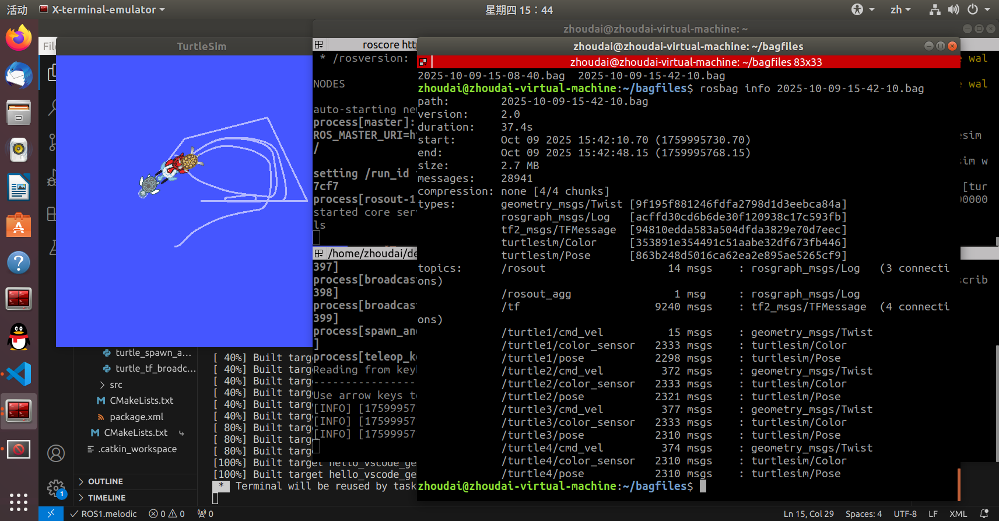 活动
X-terminal-emulator
星期四 15：44
zh
zhoudai@zhoudai-virtual-machine: ~
TurtleSim
roscore
* /rosversion:
NODES
auto-starting
process[master]:
ROS_MASTER_URI=h
/
setting /run_id
7cf7
process[rosout-1
started core ser
ls
/home/zhoudai/de
397]
process[broadcas
398]
process[broadcas
399]
process[spawn_an
]
process[teleop_k
Reading from key
---------------
Use arrow keys t
[INFO] [17599957
[INFO] [17599957
[INFO] [17599957
zhoudai@zhoudai-virtual-machine: ~/bagfiles
zhoudai@zhoudai-virtual-machine: ~/bagfiles 83x33
2025-10-09-15-08-40.bag 2025-10-09-15-42-10.bag
zhoudai@zhoudai-virtual-machine:~/bagfiles$ rosbag info 2025-10-09-15-42-10.bag
path: 2025-10-09-15-42-10.bag
version: 2.0
duration: 37.4s
start: Oct 09 2025 15:42:10.70 (1759995730.70)
end: Oct 09 2025 15:42:48.15 (1759995768.15)
size: 2.7 MB
messages: 28941
compression: none [4/4 chunks]
types: geometry_msgs/Twist [9f195f881246fdfa2798d1d3eebca84a]
rosgraph_msgs/Log [acffd30cd6b6de30f120938c17c593fb]
tf2_msgs/TFMessage [94810edda583a504dfda3829e70d7eec]
turtlesim/Color [353891e354491c51aabe32df673fb446]
turtlesim/Pose [863b248d5016ca62ea2e895ae5265cf9]
topics: /rosout 14 msgs : rosgraph_msgs/Log (3 connecti
ons)
/rosout_agg 1 msg : rosgraph_msgs/Log
/tf 9240 msgs : tf2_msgs/TFMessage (4 connecti
ons)
/turtle1/cmd_vel 15 msgs : geometry_msgs/Twist
/turtle1/color_sensor 2333 msgs : turtlesim/Color
/turtle1/pose 2298 msgs : turtlesim/Pose
/turtle2/cmd_vel 372 msgs : geometry_msgs/Twist
/turtle2/color_sensor 2333 msgs : turtlesim/Color
/turtle2/pose 2321 msgs : turtlesim/Pose
/turtle3/cmd_vel 377 msgs : geometry_msgs/Twist
/turtle3/color_sensor 2333 msgs : turtlesim/Color
/turtle3/pose 2310 msgs : turtlesim/Pose
/turtle4/cmd_vel 374 msgs : geometry_msgs/Twist
/turtle4/color_sensor 2310 msgs : turtlesim/Color
/turtle4/pose 2310 msgs : turtlesim/Pose
zhoudai@zhoudai-virtual-machine:~/bagfiles$
wal
wal
sim w
[tur
00000
scrib
turtle_spawn_a...
turtle_tf_broadc...
src
CMakeLists.txt
package.xml
CMakeLists.txt
.catkin_workspace
OUTLINE
TIMELINE
[ 40%] Built targ
[ 40%] Built targ
[ 40%] Built targ
[ 40%] Built targ
[ 40%] Built targ
[ 40%] Built targ
[ 80%] Built targ
[ 80%] Built targ
[ 80%] Built targ
[100%] Built target hello_vscode_ge
[100%] Built target hello_vscode_ge
* Terminal will be reused by task
1
ROS1.melodic
0
0
0
Ln 15, Col 29
Spaces: 4
UTF-8
LF
XML